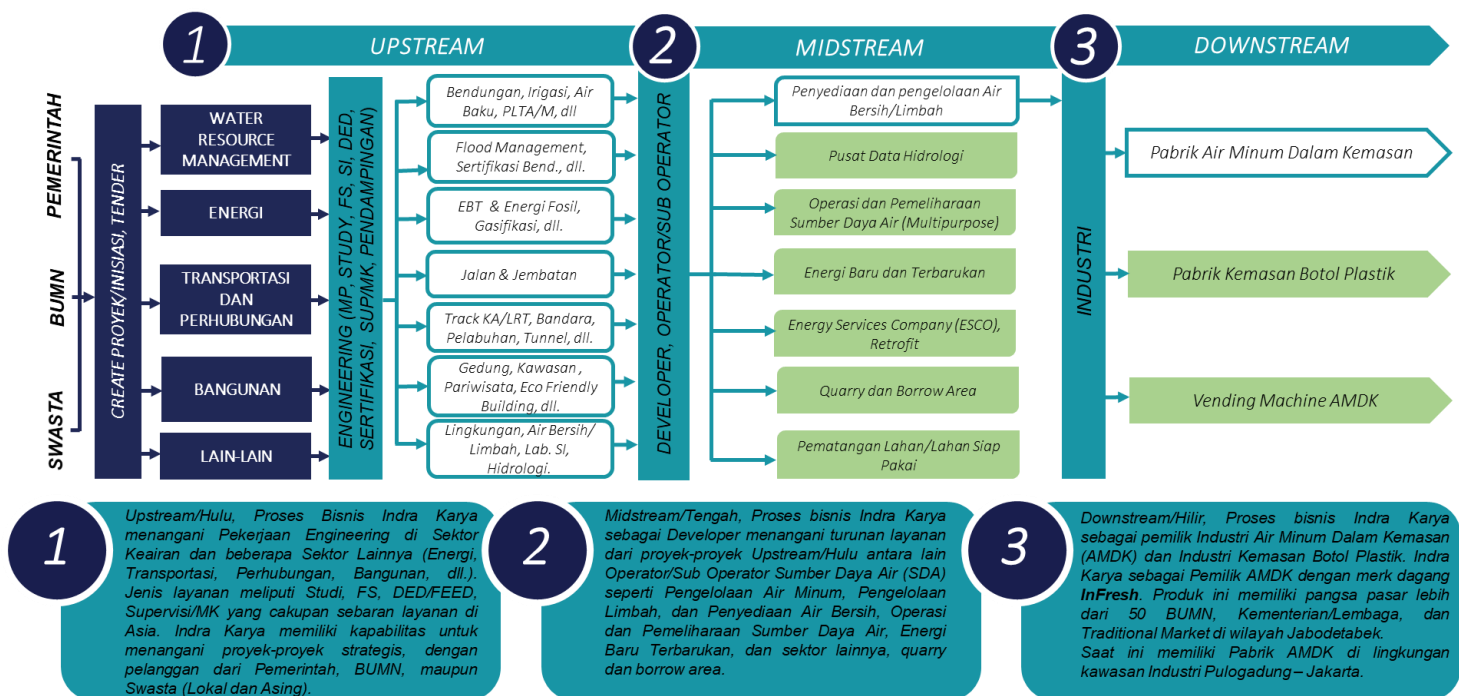 1
UPSTREAM
2
MIDSTREAM
3
DOWNSTREAM
PEMERINTAH
BUMN
SWASTA
CREATE PROYEK/INISIASI, TENDER
WATER
RESOURCE
MANAGEMENT
ENERGI
TRANSPORTASI
DAN
PERHUBUNGAN
BANGUNAN
LAIN-LAIN
ENGINEERING (MP, STUDY, FS, SI, DED,
SERTIFIKASI, SUP/MK, PENDAMPINGAN)
Bendungan, Irigasi, Air
Baku, PLTA/M, dll
Flood Management,
Sertifikasi Bend., dll.
EBT & Energi Fosil,
Gasifikasi, dll.
Jalan & Jembatan
Track KA/LRT, Bandara,
Pelabuhan, Tunnel, dll.
Gedung, Kawasan ,
Pariwisata, Eco Friendly
Building, dll.
Lingkungan, Air Bersih/
Limbah, Lab. SI,
Hidrologi.
DEVELOPER, OPERATOR/SUB OPERATOR
Penyediaan dan pengelolaan Air
Bersih/Limbah
Pusat Data Hidrologi
Operasi dan Pemeliharaan
Sumber Daya Air (Multipurpose)
Energi Baru dan Terbarukan
Energy Services Company (ESCO),
Retrofit
Quarry dan Borrow Area
Pematangan Lahan/Lahan Siap
Pakai
INDUSTRI
Pabrik Air Minum Dalam Kemasan
Pabrik Kemasan Botol Plastik
Vending Machine AMDK
1
Upstream/Hulu, Proses Bisnis Indra Karya
menangani Pekerjaan Engineering di Sektor
Keairan dan beberapa Sektor Lainnya (Energi,
Transportasi, Perhubungan, Bangunan, dll.).
Jenis layanan meliputi Studi, FS, DED/FEED,
Supervisi/MK yang cakupan sebaran layanan di
Asia. Indra Karya memiliki kapabilitas untuk
menangani proyek-proyek strategis, dengan
pelanggan dari Pemerintah, BUMN, maupun
Swasta (Lokal dan Asing).
2
Midstream/Tengah, Proses bisnis Indra Karya
sebagai Developer menangani turunan layanan
dari proyek-proyek Upstream/Hulu antara lain
Operator/Sub Operator Sumber Daya Air (SDA)
seperti Pengelolaan Air Minum, Pengelolaan
Limbah, dan Penyediaan Air Bersih, Operasi
dan Pemeliharaan Sumber Daya Air, Energi
Baru Terbarukan, dan sektor lainnya, quarry
dan borrow area.
3
Downstream/Hilir, Proses bisnis Indra Karya
sebagai pemilik Industri Air Minum Dalam Kemasan
(AMDK) dan Industri Kemasan Botol Plastik. Indra
Karya sebagai Pemilik AMDK dengan merk dagang
InFresh. Produk ini memiliki pangsa pasar lebih
dari 50 BUMN, Kementerian/Lembaga, dan
Traditional Market di wilayah Jabodetabek.
Saat ini memiliki Pabrik AMDK di lingkungan
kawasan Industri Pulogadung – Jakarta.